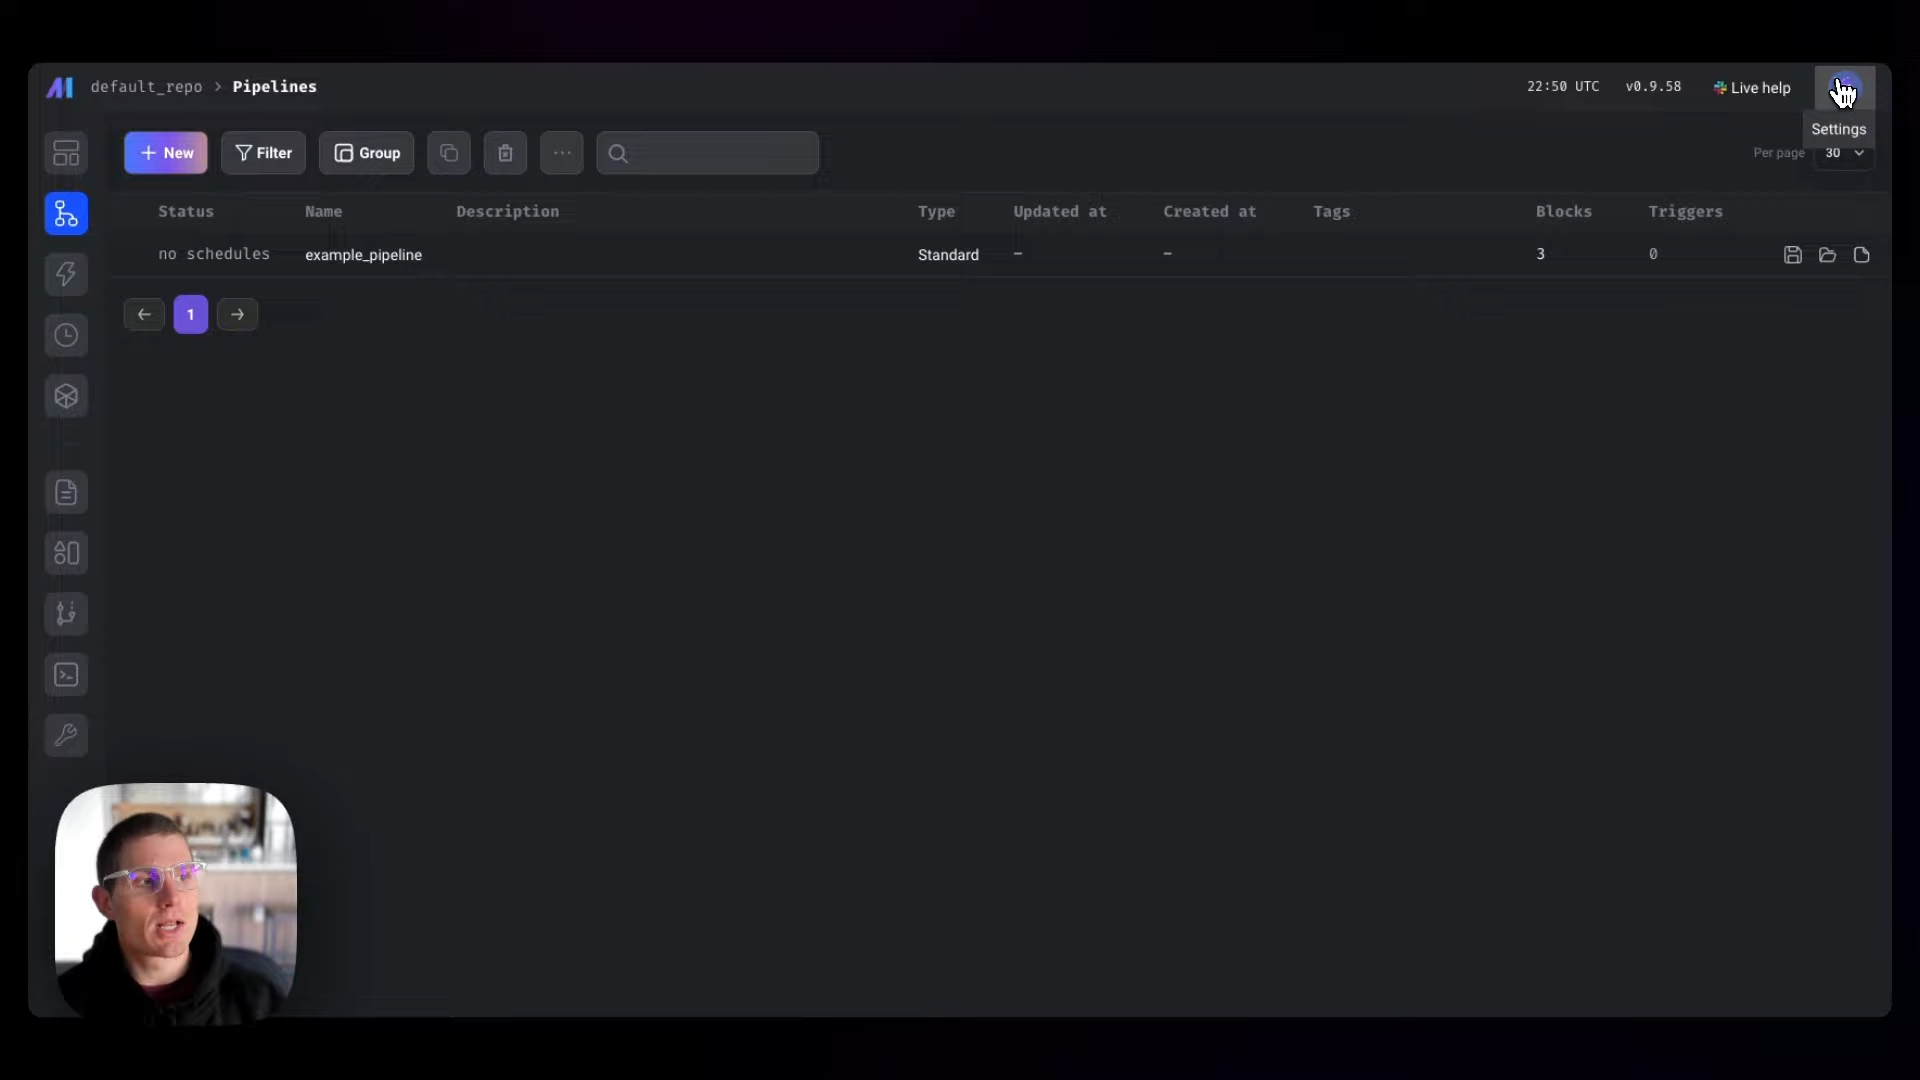 default_repo > Pipelines
22:50 UTC
v0.9.58
Live help
Settings
New
Filter
Group
Per page
30
Status
Name
Description
Type
Updated at
Created at
Tags
Blocks
Triggers
no schedules
example_pipeline
Standard
–
–
3
0
1